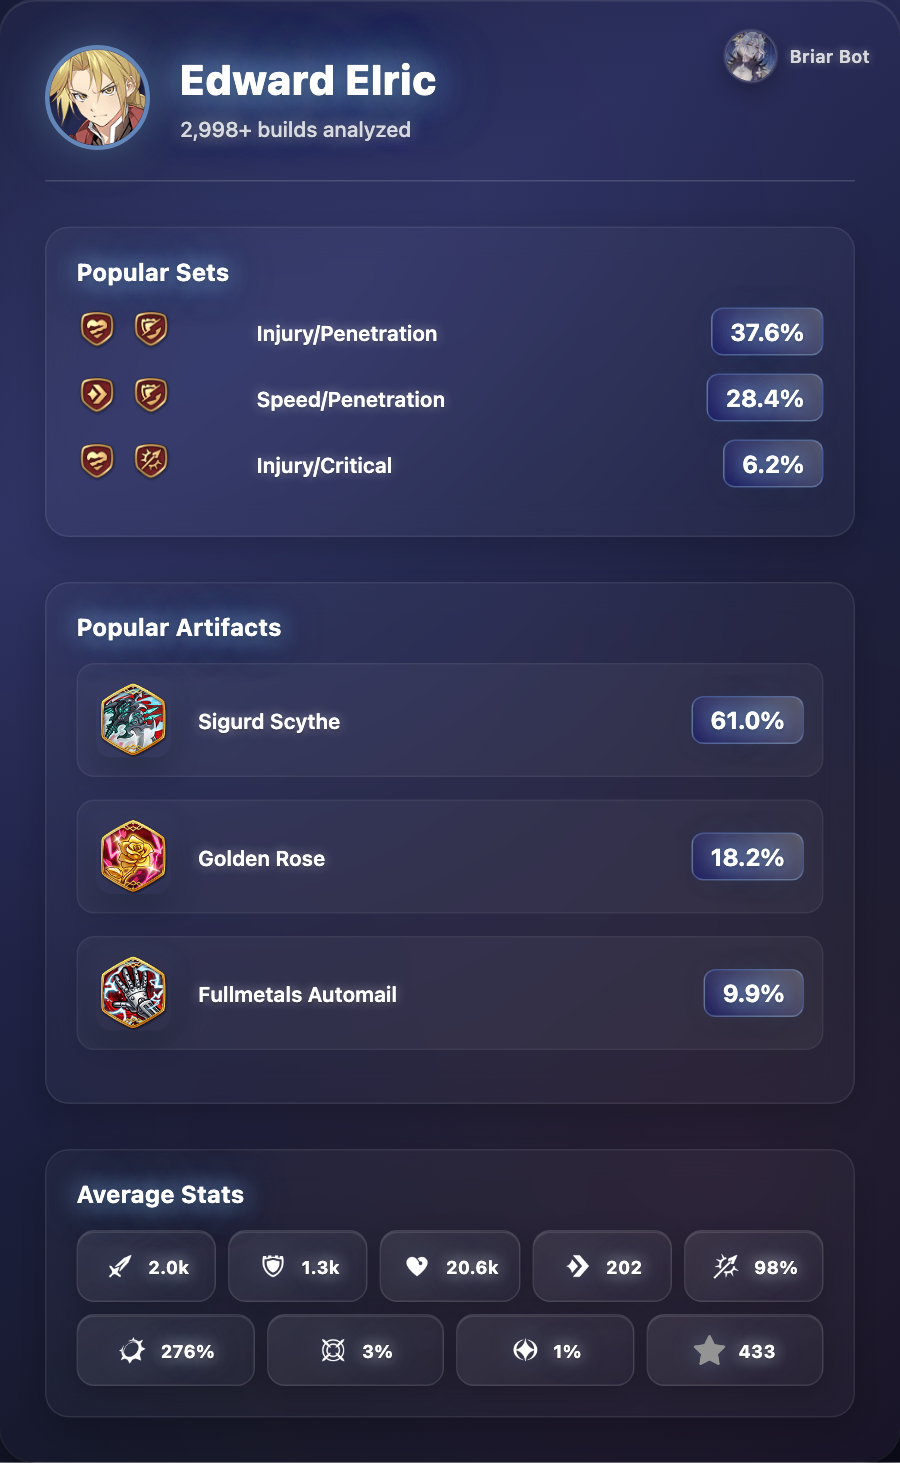 Edward Elric
2,998+ builds analyzed
Briar Bot
Popular Sets
Injury/Penetration 37.6%
Speed/Penetration 28.4%
Injury/Critical 6.2%
Popular Artifacts
Sigurd Scythe 61.0%
Golden Rose 18.2%
Fullmetals Automail 9.9%
Average Stats
2.0k 1.3k 20.6k 202 98%
276% 3% 1% 433